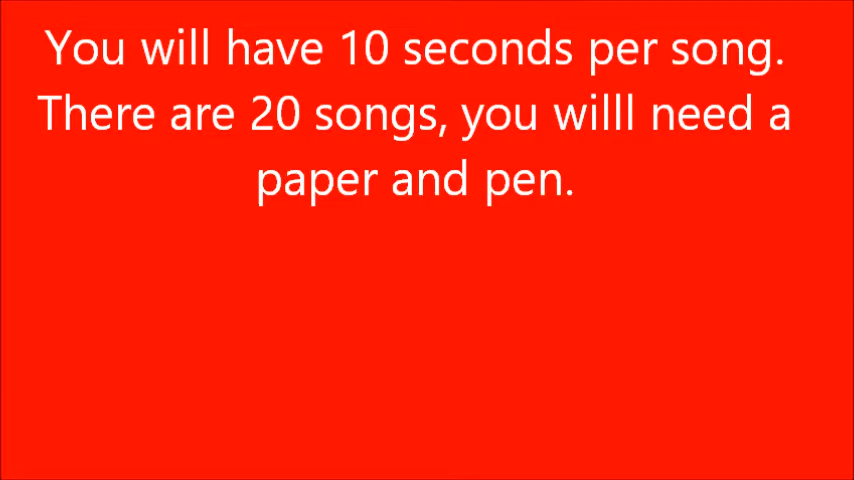 You will have 10 seconds per song.
There are 20 songs, you willl need a
paper and pen.